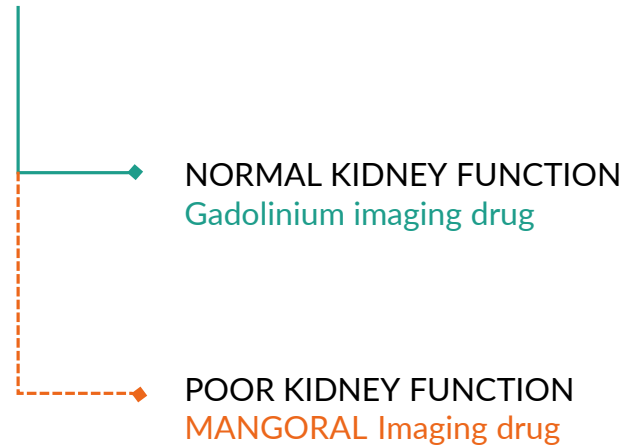 NORMAL KIDNEY FUNCTION
Gadolinium imaging drug
POOR KIDNEY FUNCTION
MANGORAL Imaging drug